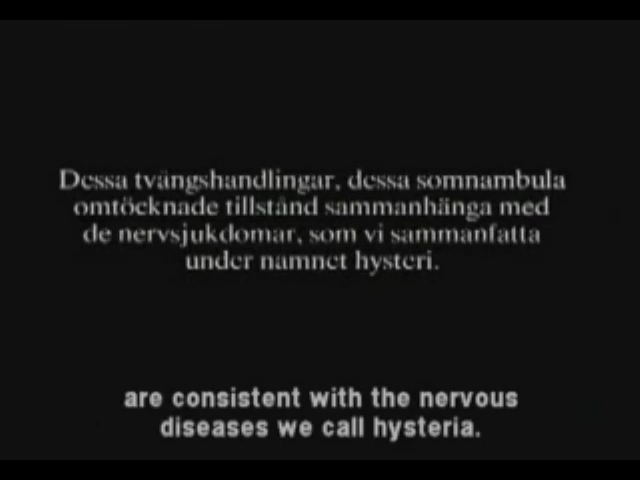 Dessa tvångshandlingar, dessa somnambula
omtöcknade tillstånd sammanhänga med
de nervsjukdomar, som vi sammanfatta
under namnet hysteri.
are consistent with the nervous
diseases we call hysteria.